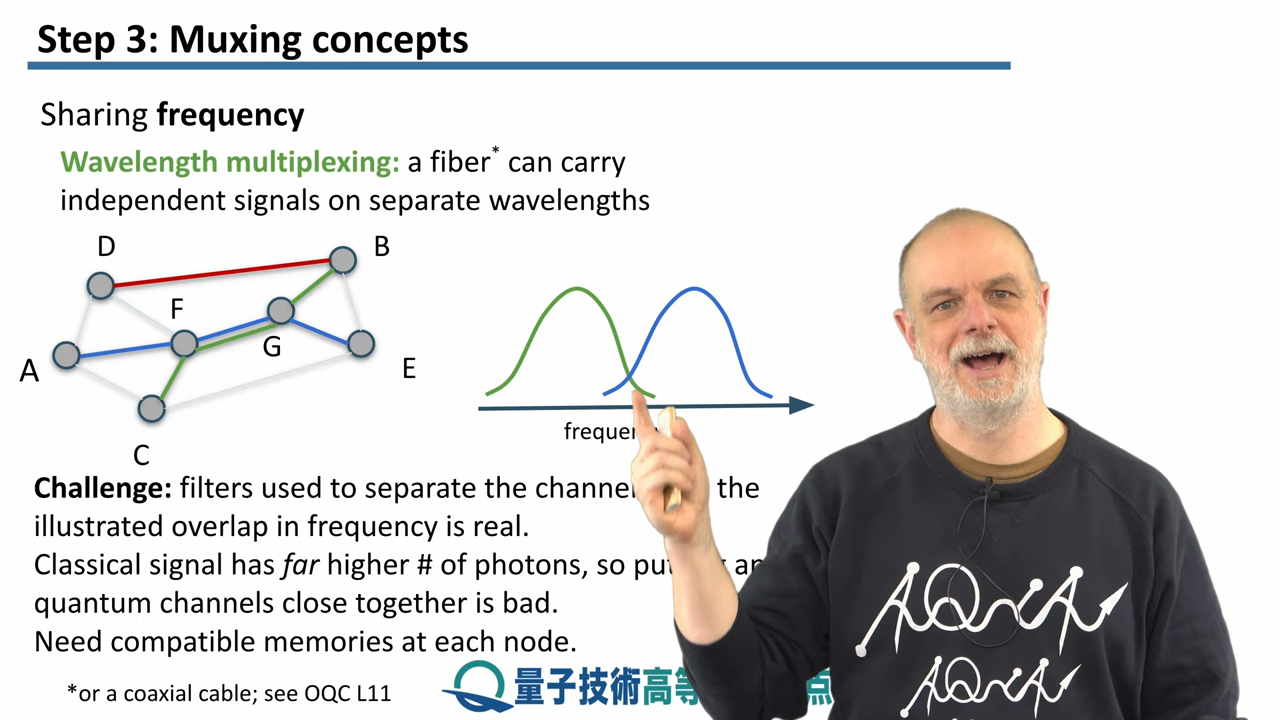 Step 3: Muxing concepts
Sharing frequency
Wavelength multiplexing: a fiber* can carry
independent signals on separate wavelengths
D
B
F
G
A
E
C
Challenge: filters used to separate the channel the
illustrated overlap in frequency is real.
Classical signal has far higher # of photons, so
quantum channels close together is bad.
Need compatible memories at each node.
*or a coaxial cable; see OQC L11
量子技術高等 点
AQUA
AQUA